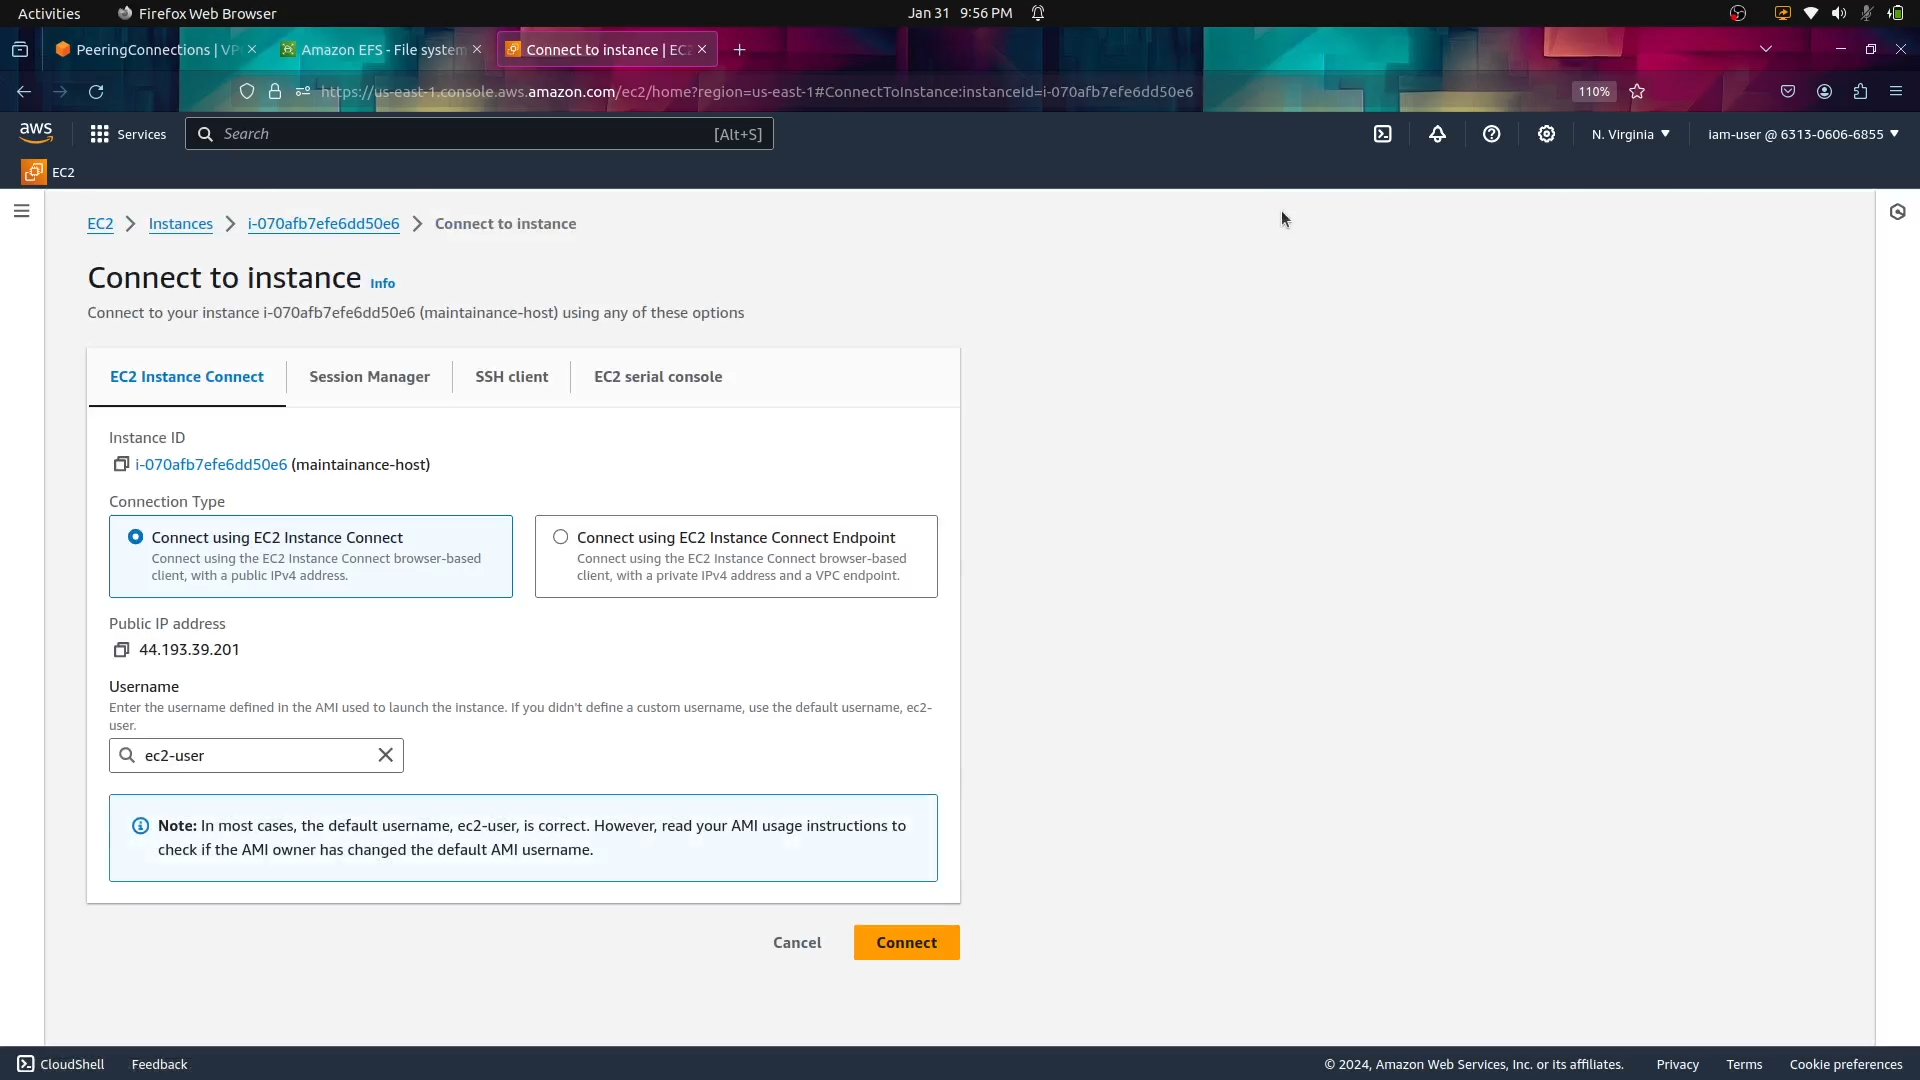 Activities
Firefox Web Browser
Jan 31 9:56 PM
PeeringConnections | VP
Amazon EFS - File system
Connect to instance | EC2
https://us-east-1.console.aws.amazon.com/ec2/home?region=us-east-1#ConnectToInstance:instanceId=i-070afb7efe6dd50e6
110%
aws
Services
Search
[Alt+S]
N. Virginia
iam-user @ 6313-0606-6855
EC2
EC2
Instances
i-070afb7efe6dd50e6
Connect to instance
Connect to instance Info
Connect to your instance i-070afb7efe6dd50e6 (maintainance-host) using any of these options
EC2 Instance Connect
Session Manager
SSH client
EC2 serial console
Instance ID
i-070afb7efe6dd50e6 (maintainance-host)
Connection Type
Connect using EC2 Instance Connect
Connect using the EC2 Instance Connect browser-based
client, with a public IPv4 address.
Connect using EC2 Instance Connect Endpoint
Connect using the EC2 Instance Connect browser-based
client, with a private IPv4 address and a VPC endpoint.
Public IP address
44.193.39.201
Username
Enter the username defined in the AMI used to launch the instance. If you didn't define a custom username, use the default username, ec2-
user.
ec2-user
Note: In most cases, the default username, ec2-user, is correct. However, read your AMI usage instructions to
check if the AMI owner has changed the default AMI username.
Cancel
Connect
CloudShell
Feedback
© 2024, Amazon Web Services, Inc. or its affiliates.
Privacy
Terms
Cookie preferences